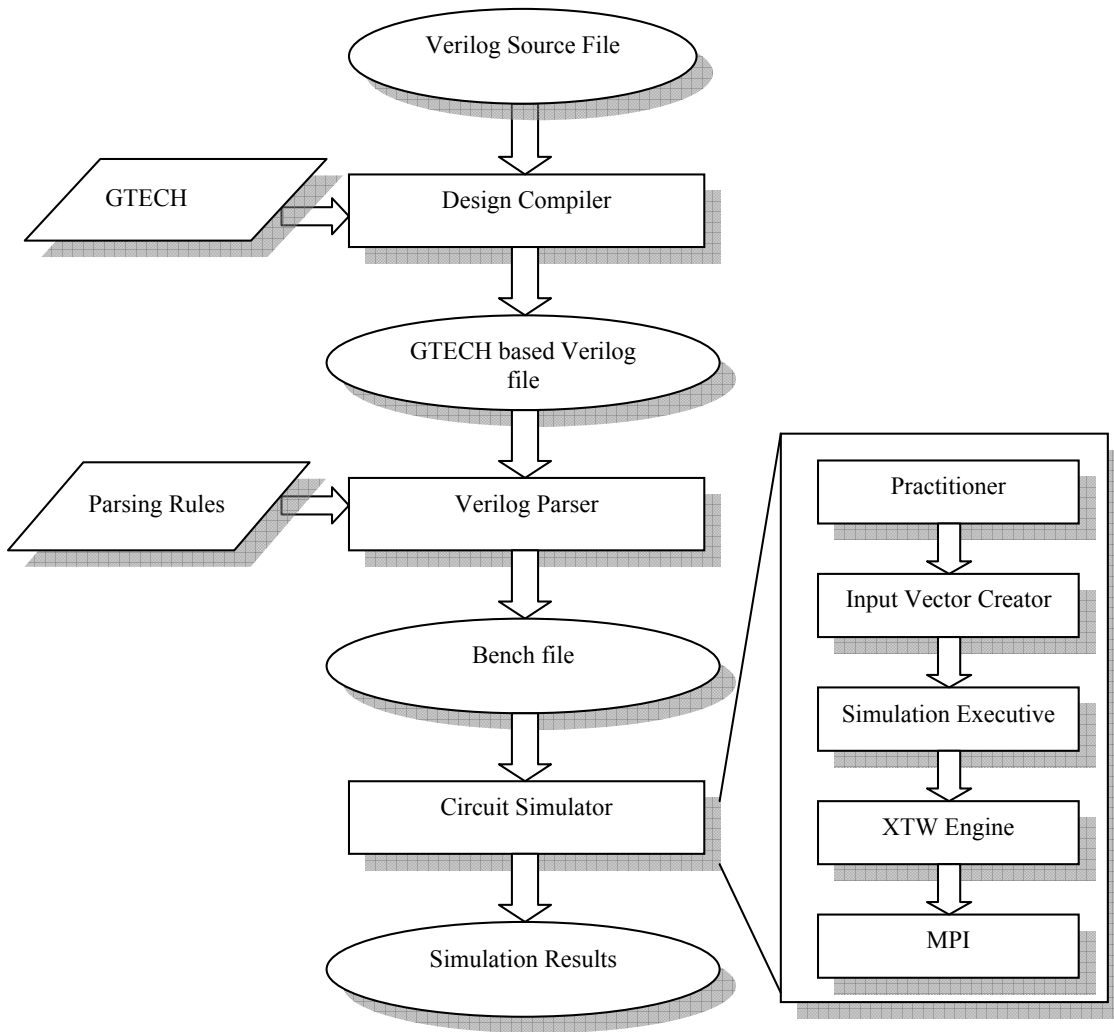 Verilog Source File
GTECH
Design Compiler
GTECH based Verilog
file
Parsing Rules
Verilog Parser
Bench file
Circuit Simulator
Simulation Results
Practitioner
Input Vector Creator
Simulation Executive
XTW Engine
MPI